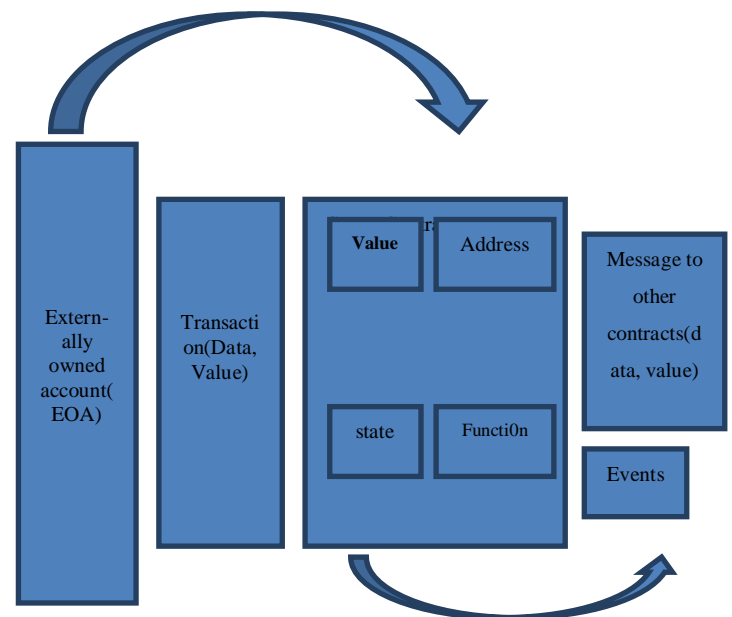 Extern-
ally
owned
account(
EOA)
Transacti
on(Data,
Value)
Value
Address
state
Functi0n
Message to
other
contracts(d
ata, value)
Events